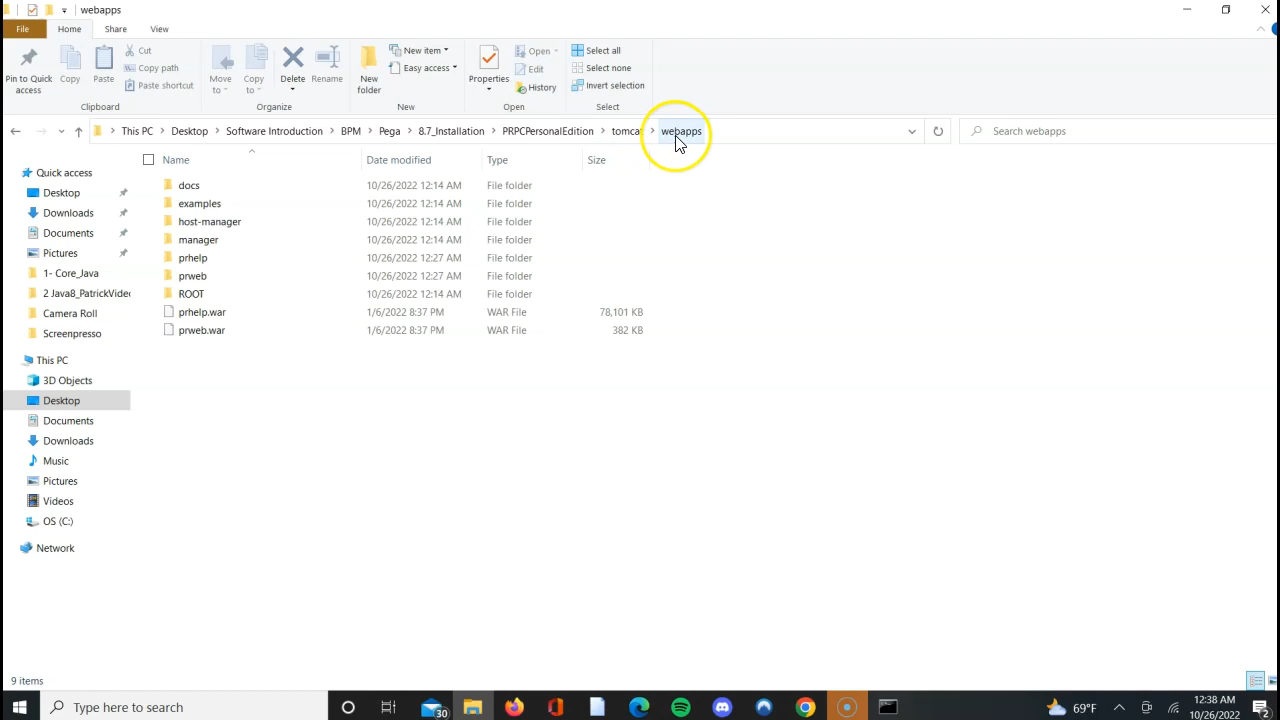 webapps
File Home Share View
Pin to Quick access
Copy
Paste
Cut
Copy path
Paste shortcut
Clipboard
Move to
Copy to
Delete
Rename
Organize
New folder
New item
Easy access
New
Properties
Open
Edit
History
Open
Select all
Select none
Invert selection
Select
This PC > Desktop > Software Introduction > BPM > Pega > 8.7_Installation > PRPCPersonalEdition > tomcat > webapps
Search webapps
Name Date modified Type Size
docs 10/26/2022 12:14 AM File folder
examples 10/26/2022 12:14 AM File folder
host-manager 10/26/2022 12:14 AM File folder
manager 10/26/2022 12:14 AM File folder
prhelp 10/26/2022 12:27 AM File folder
prweb 10/26/2022 12:27 AM File folder
ROOT 10/26/2022 12:14 AM File folder
prhelp.war 1/6/2022 8:37 PM WAR File 78,101 KB
prweb.war 1/6/2022 8:37 PM WAR File 382 KB
Quick access
Desktop
Downloads
Documents
Pictures
1- Core_Java
2 Java8_PatrickVide
Camera Roll
Screenpresso
This PC
3D Objects
Desktop
Documents
Downloads
Music
Pictures
Videos
OS (C:)
Network
9 items
Type here to search
30
69°F
12:38 AM
10/26/2022
2